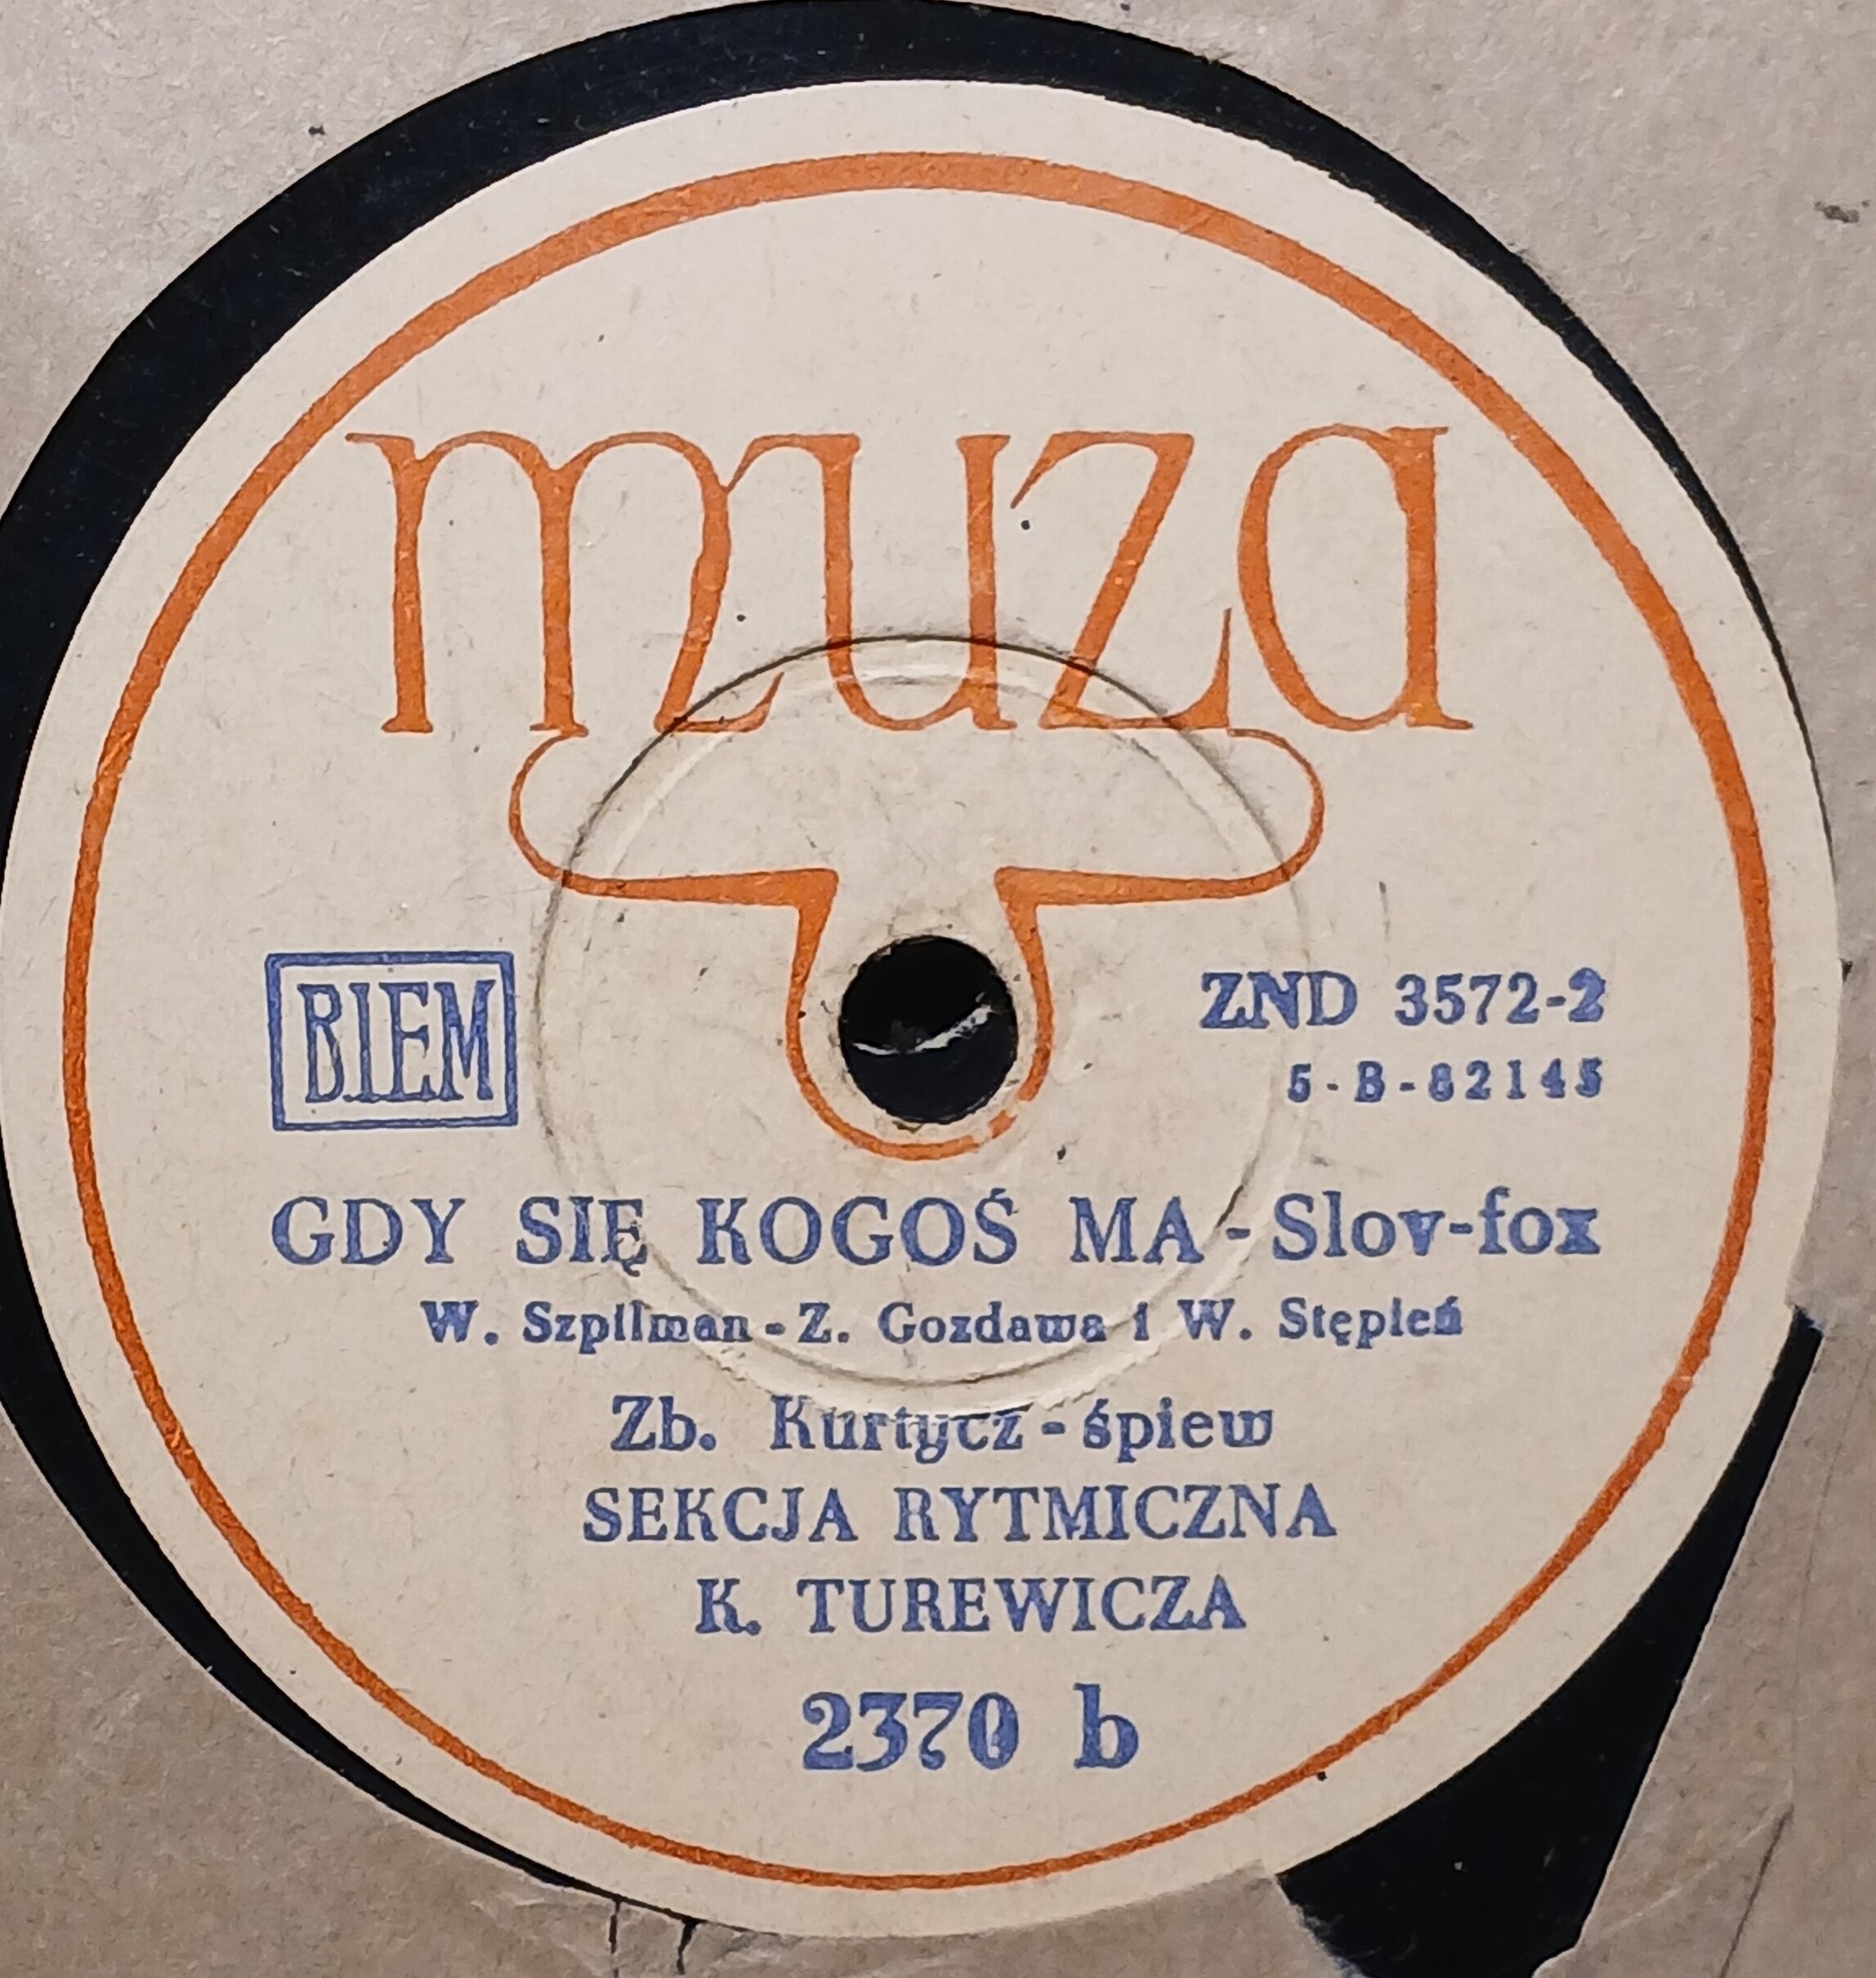 muza
BIEM
ZND 3572-2
5-B-82145
GDY SIĘ KOGOŚ MA - Slov-fox
W. Szpilman - Z. Gozdawa i W. Stępień
Zb. Kurtycz - śpiew
SEKCJA RYTMICZNA
K. TUREWICZA
2370 b